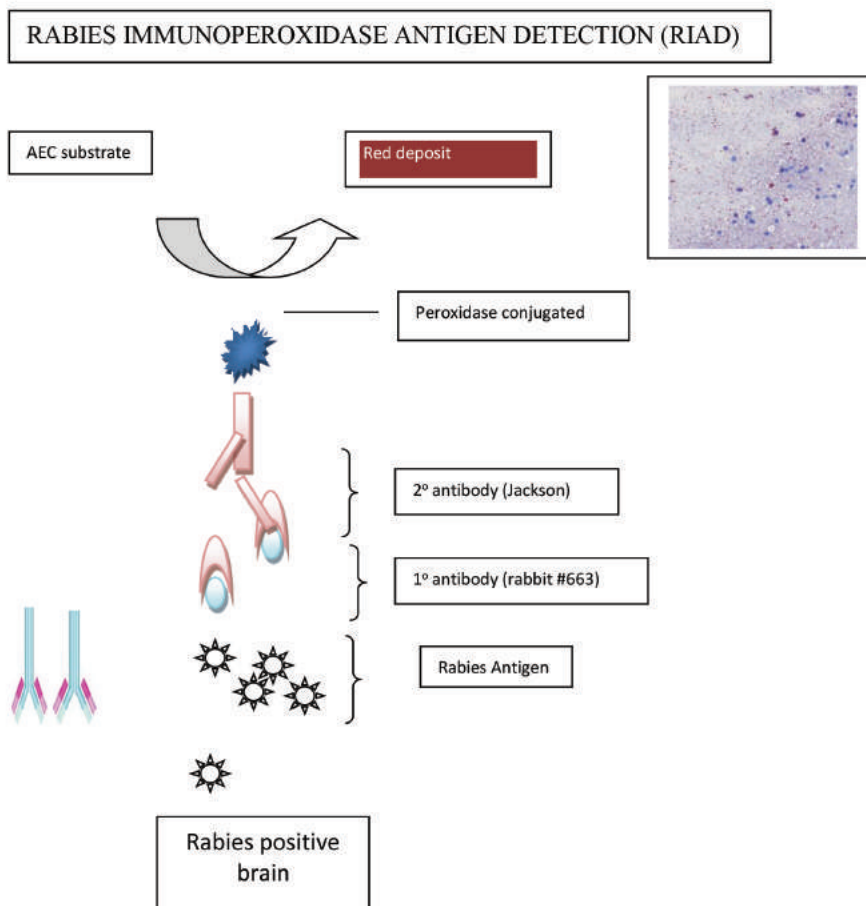 RABIES IMMUNOPEROXIDASE ANTIGEN DETECTION (RIAD)
AEC substrate
Red deposit
Peroxidase conjugated
2º antibody (Jackson)
1º antibody (rabbit #663)
Rabies Antigen
Rabies positive
brain